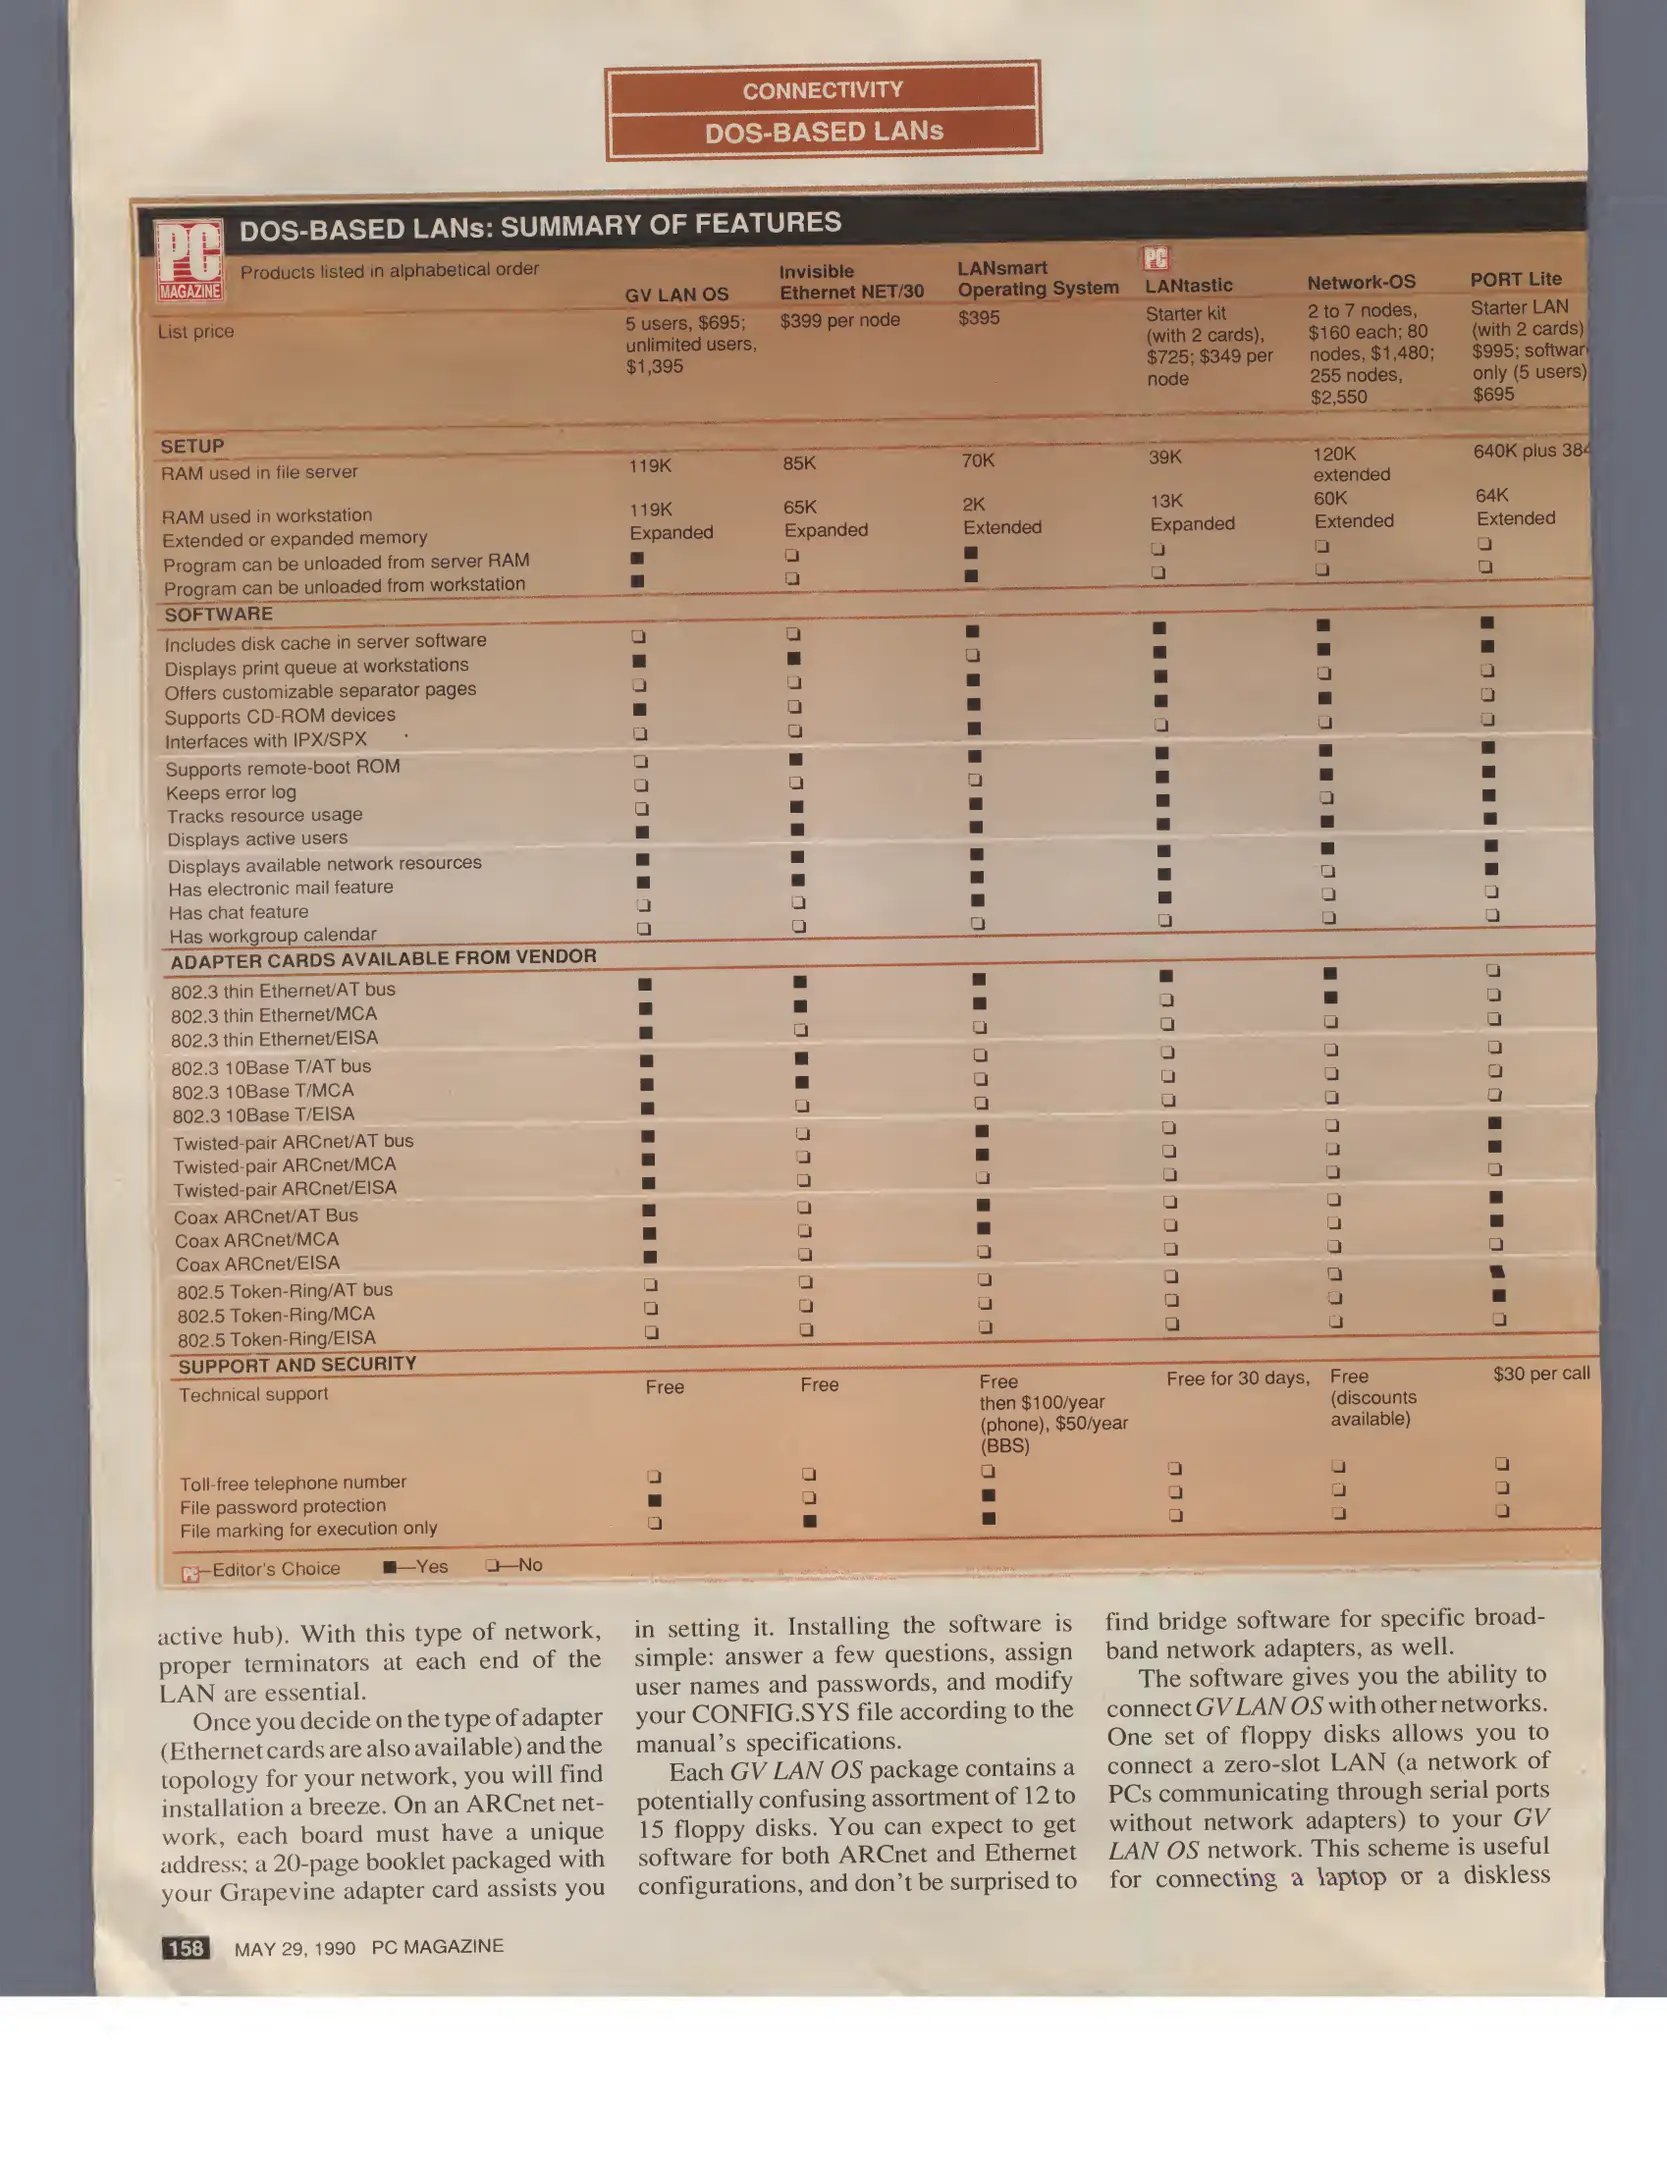 CONNECTIVITY
DOS-BASED LANs
PC MAGAZINE
DOS-BASED LANs: SUMMARY OF FEATURES
Products listed in alphabetical order
GV LAN OS
Invisible Ethernet NET/30
LANsmart Operating System
PC
LANtastic
Network-OS
PORT Lite
List price 5 users, $695; unlimited users, $1,395 $399 per node $395 Starter kit (with 2 cards), $725; $349 per node 2 to 7 nodes, $160 each; 80 nodes, $1,480; 255 nodes, $2,550 Starter LAN (with 2 cards) $995; only (5 users) $695
SETUP
RAM used in file server 119K 85K 70K 39K 120K extended 640K plus
RAM used in workstation 119K 65K 2K 13K 60K 64K
Extended or expanded memory Expanded Expanded Extended Expanded Extended Extended
Program can be unloaded from server RAM ■ ❏ ■ ❏ ❏ ❏
Program can be unloaded from workstation ■ ❏ ■ ❏ ❏ ❏
SOFTWARE
Includes disk cache in server software ❏ ❏ ■ ■ ■ ■
Displays print queue at workstations ■ ■ ❏ ■ ■ ■
Offers customizable separator pages ❏ ❏ ■ ■ ❏ ❏
Supports CD-ROM devices ■ ❏ ■ ■ ■ ❏
Interfaces with IPX/SPX ❏ ❏ ■ ❏ ❏ ❏
Supports remote-boot ROM ❏ ■ ■ ■ ■ ■
Keeps error log ❏ ❏ ❏ ■ ■ ■
Tracks resource usage ❏ ■ ■ ■ ❏ ■
Displays active users ■ ■ ■ ■ ■ ■
Displays available network resources ■ ■ ■ ■ ■ ■
Has electronic mail feature ■ ■ ■ ■ ❏ ■
Has chat feature ❏ ❏ ■ ■ ❏ ❏
Has workgroup calendar ❏ ❏ ❏ ❏ ❏ ❏
ADAPTER CARDS AVAILABLE FROM VENDOR
802.3 thin Ethernet/AT bus ■ ■ ■ ■ ■ ❏
802.3 thin Ethernet/MCA ■ ■ ■ ❏ ■ ❏
802.3 thin Ethernet/EISA ■ ❏ ❏ ❏ ❏ ❏
802.3 10Base T/AT bus ■ ■ ❏ ❏ ❏ ❏
802.3 10Base T/MCA ■ ■ ❏ ❏ ❏ ❏
802.3 10Base T/EISA ■ ❏ ❏ ❏ ❏ ❏
Twisted-pair ARCnet/AT bus ■ ❏ ■ ❏ ❏ ■
Twisted-pair ARCnet/MCA ■ ❏ ■ ❏ ❏ ■
Twisted-pair ARCnet/EISA ■ ❏ ❏ ❏ ❏ ❏
Coax ARCnet/AT Bus ■ ❏ ■ ❏ ❏ ■
Coax ARCnet/MCA ■ ❏ ■ ❏ ❏ ■
Coax ARCnet/EISA ■ ❏ ❏ ❏ ❏ ❏
802.5 Token-Ring/AT bus ❏ ❏ ❏ ❏ ❏ ■
802.5 Token-Ring/MCA ❏ ❏ ❏ ❏ ❏ ■
802.5 Token-Ring/EISA ❏ ❏ ❏ ❏ ❏ ❏
SUPPORT AND SECURITY
Technical support Free Free Free then $100/year (phone), $50/year (BBS) Free for 30 days, Free (discounts available) $30 per call
Toll-free telephone number ❏ ❏ ❏ ❏ ❏ ❏
File password protection ■ ❏ ■ ❏ ❏ ❏
File marking for execution only ❏ ■ ■ ❏ ❏ ❏
PC—Editor's Choice ■—Yes ❏—No
active hub). With this type of network,
proper terminators at each end of the
LAN are essential.
Once you decide on the type of adapter
(Ethernet cards are also available) and the
topology for your network, you will find
installation a breeze. On an ARCnet net-
work, each board must have a unique
address; a 20-page booklet packaged with
your Grapevine adapter card assists you
in setting it. Installing the software is
simple: answer a few questions, assign
user names and passwords, and modify
your CONFIG.SYS file according to the
manual's specifications.
Each GV LAN OS package contains a
potentially confusing assortment of 12 to
15 floppy disks. You can expect to get
software for both ARCnet and Ethernet
configurations, and don't be surprised to
find bridge software for specific broad-
band network adapters, as well.
The software gives you the ability to
connect GV LAN OS with other networks.
One set of floppy disks allows you to
connect a zero-slot LAN (a network of
PCs communicating through serial ports
without network adapters) to your GV
LAN OS network. This scheme is useful
for connecting a laptop or a diskless
158 MAY 29, 1990 PC MAGAZINE